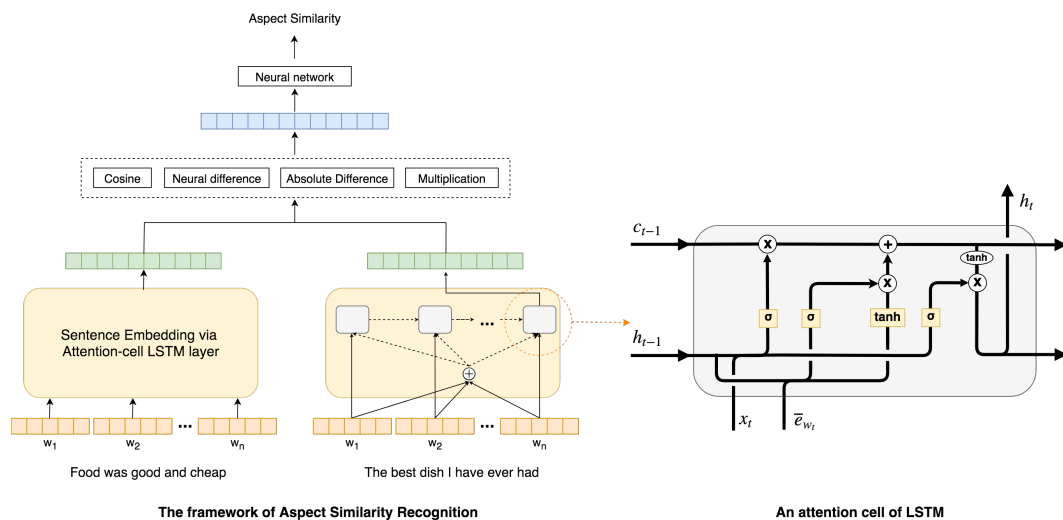 Aspect Similarity
Neural network
Cosine
Neural difference
Absolute Difference
Multiplication
Sentence Embedding via
Attention-cell LSTM layer
...
+
w₁
w₂
...
wₙ
w₁
w₂
...
wₙ
Food was good and cheap
The best dish I have ever had
The framework of Aspect Similarity Recognition
hₜ
cₜ₋₁
X
+
tanh
X
X
σ
σ
tanh
σ
hₜ₋₁
xₜ
e̅_wₜ
An attention cell of LSTM